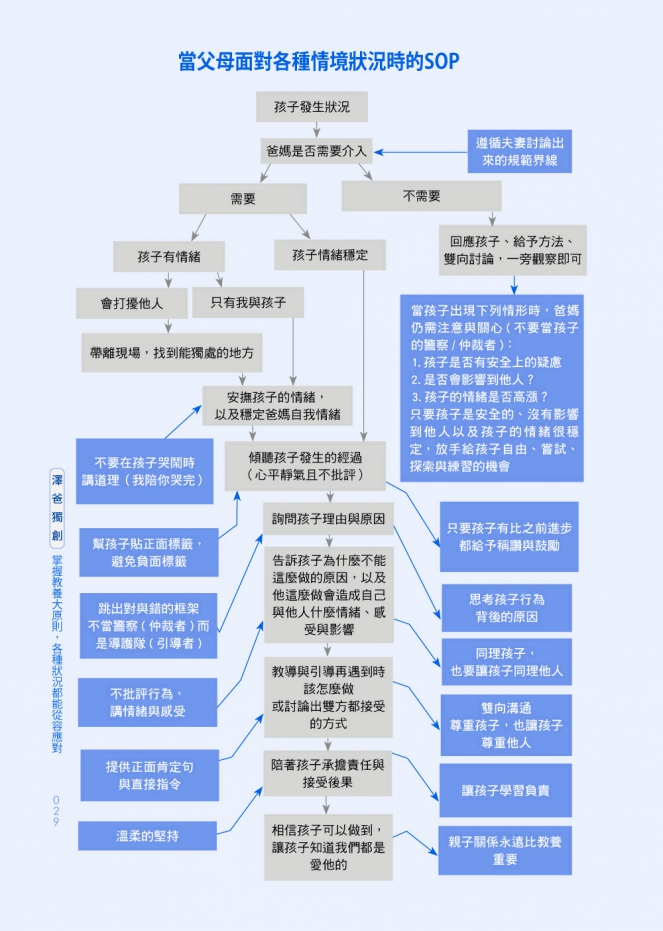 當父母面對各種情境狀況時的SOP
孩子發生狀況
爸媽是否需要介入
遵循夫妻討論出
來的規範界線
需要
不需要
孩子有情緒
孩子情緒穩定
回應孩子、給予方法、
雙向討論，一旁觀察即可
會打擾他人
只有我與孩子
當孩子出現下列情形時，爸媽
仍需注意與關心（不要當孩子
的警察/仲裁者）：
1. 孩子是否有安全上的疑慮
2. 是否會影響到他人？
3. 孩子的情緒是否高漲？
只要孩子是安全的、沒有影響
到他人以及孩子的情緒很穩
定，放手給孩子自由、嘗試、
探索與練習的機會
帶離現場，找到能獨處的地方
安撫孩子的情緒，
以及穩定爸媽自我情緒
不要在孩子哭鬧時
講道理（我陪你哭完）
傾聽孩子發生的經過
（心平靜氣且不批評）
只要孩子有比之前進步
都給予稱讚與鼓勵
幫孩子貼正面標籤，
避免負面標籤
詢問孩子理由與原因
思考孩子行為
背後的原因
跳出對與錯的框架
不當警察（仲裁者）而
是導護隊（引導者）
告訴孩子為什麼不能
這麼做的原因，以及
他這麼做會造成自己
與他人什麼情緒、感
受與影響
同理孩子，
也要讓孩子同理他人
不批評行為，
講情緒與感受
教導與引導再遇到時
該怎麼做
或討論出雙方都接受
的方式
雙向溝通
尊重孩子，也讓孩子
尊重他人
提供正面肯定句
與直接指令
陪著孩子承擔責任與
接受後果
讓孩子學習負責
溫柔的堅持
相信孩子可以做到，
讓孩子知道我們都是
愛他的
親子關係永遠比教養
重要
澤爸獨創
掌握教養大原則，各種狀況都能從容應對
029